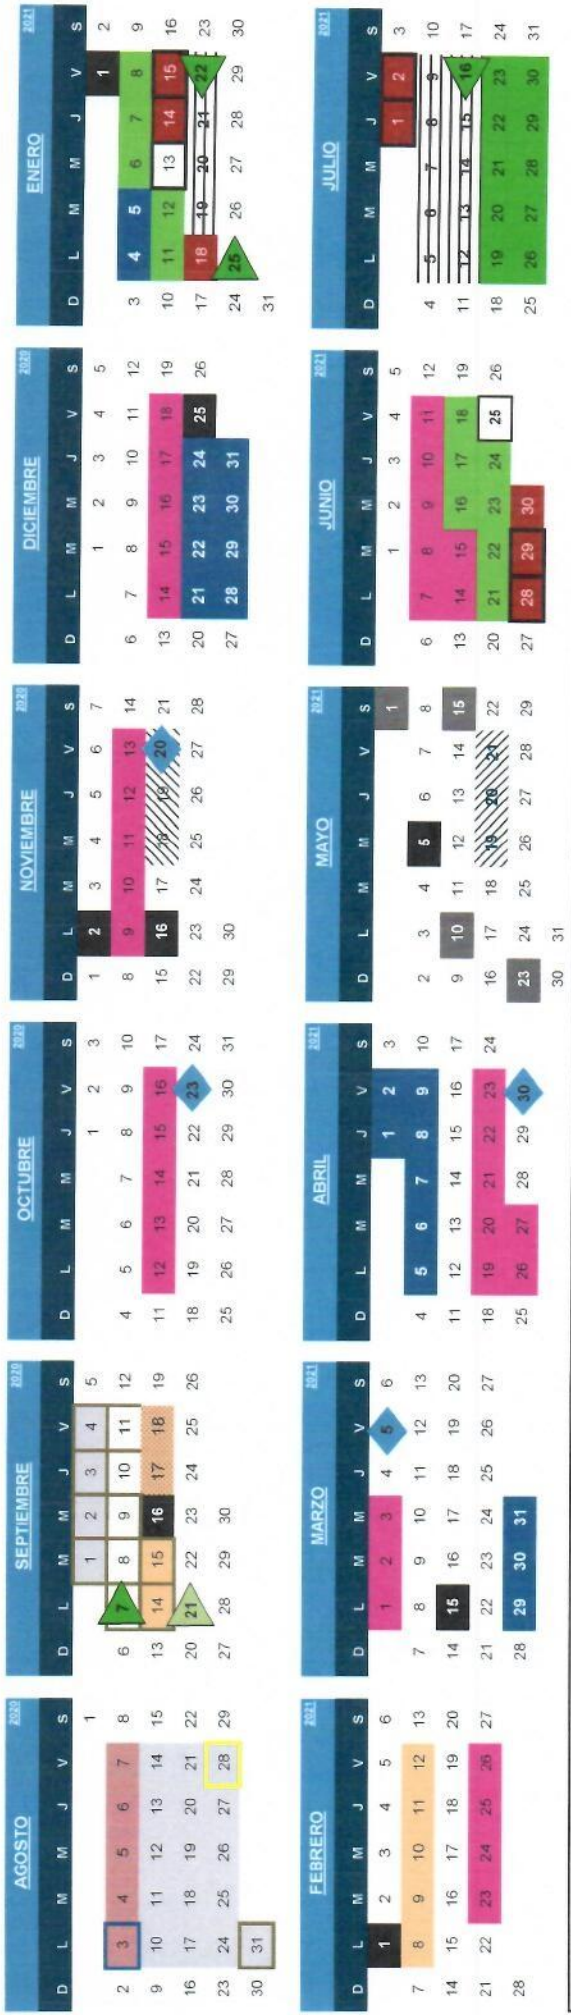 AGOSTO 2020
D L M M J V S
1
2 3 4 5 6 7 8
9 10 11 12 13 14 15
16 17 18 19 20 21 22
23 24 25 26 27 28 29
30 31
SEPTIEMBRE 2020
D L M M J V S
1 2 3 4 5
6 7 8 9 10 11 12
13 14 15 16 17 18 19
20 21 22 23 24 25 26
27 28 29 30
OCTUBRE 2020
D L M M J V S
1 2 3
4 5 6 7 8 9 10
11 12 13 14 15 16 17
18 19 20 21 22 23 24
25 26 27 28 29 30 31
NOVIEMBRE 2020
D L M M J V S
1 2 3 4 5 6 7
8 9 10 11 12 13 14
15 16 17 18 19 20 21
22 23 24 25 26 27 28
29 30
DICIEMBRE 2020
D L M M J V S
1 2 3 4 5
6 7 8 9 10 11 12
13 14 15 16 17 18 19
20 21 22 23 24 25 26
27 28 29 30 31
ENERO 2021
D L M M J V S
1 2
3 4 5 6 7 8 9
10 11 12 13 14 15 16
17 18 19 20 21 22 23
24 25 26 27 28 29 30
31
FEBRERO 2021
D L M M J V S
1 2 3 4 5 6
7 8 9 10 11 12 13
14 15 16 17 18 19 20
21 22 23 24 25 26 27
28
MARZO 2021
D L M M J V S
1 2 3 4 5 6
7 8 9 10 11 12 13
14 15 16 17 18 19 20
21 22 23 24 25 26 27
28 29 30 31
ABRIL 2021
D L M M J V S
1 2 3
4 5 6 7 8 9 10
11 12 13 14 15 16 17
18 19 20 21 22 23 24
25 26 27 28 29 30
MAYO 2021
D L M M J V S
1
2 3 4 5 6 7 8
9 10 11 12 13 14 15
16 17 18 19 20 21 22
23 24 25 26 27 28 29
30 31
JUNIO 2021
D L M M J V S
1 2 3 4 5
6 7 8 9 10 11 12
13 14 15 16 17 18 19
20 21 22 23 24 25 26
27 28 29 30
JULIO 2021
D L M M J V S
1 2 3
4 5 6 7 8 9 10
11 12 13 14 15 16 17
18 19 20 21 22 23 24
25 26 27 28 29 30 31